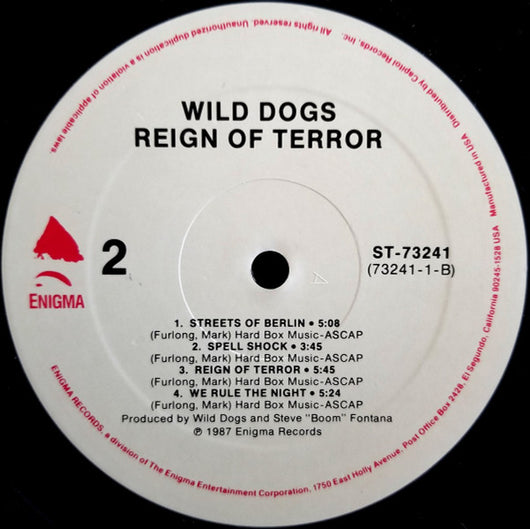 WILD DOGS
REIGN OF TERROR
2
ST-73241
(73241-1-B)
ENIGMA
1. STREETS OF BERLIN • 5:08
(Furlong, Mark) Hard Box Music-ASCAP
2. SPELL SHOCK • 3:45
(Furlong, Mark) Hard Box Music-ASCAP
3. REIGN OF TERROR • 5:45
(Furlong, Mark) Hard Box Music-ASCAP
4. WE RULE THE NIGHT • 5:24
(Furlong, Mark) Hard Box Music-ASCAP
Produced by Wild Dogs and Steve "Boom" Fontana
℗ 1987 Enigma Records
ENIGMA RECORDS, a division of The Enigma Entertainment Corporation, 1750 East Holly Avenue, Post Office Box 2428, El Segundo, California 90245-1528 USA Manufactured in USA Distributed by Capitol Records, Inc. All rights reserved. Unauthorized duplication is a violation of applicable laws.